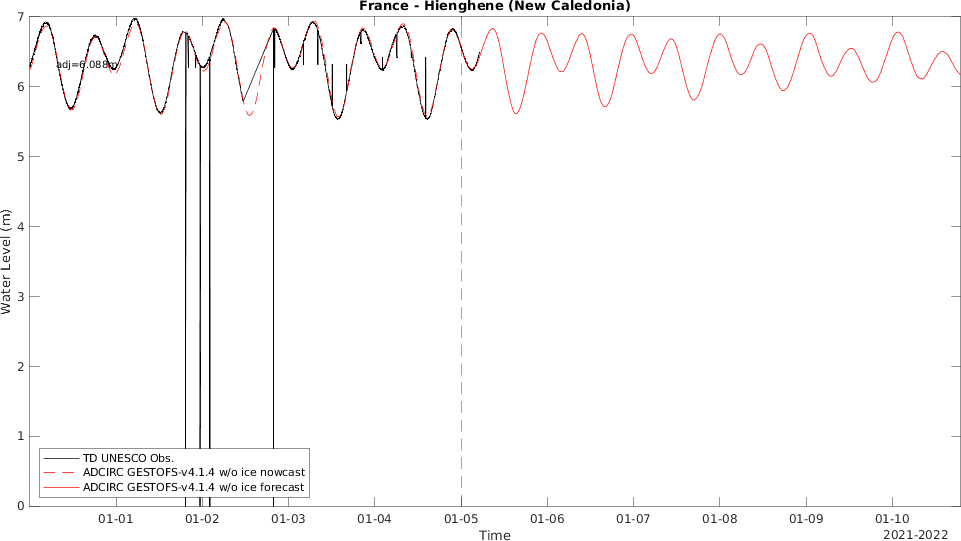 France - Hienghene (New Caledonia)
Water Level (m)
7
6
5
4
3
2
1
0
adj=6.088m
TD UNESCO Obs.
ADCIRC GESTOFS-v4.1.4 w/o ice nowcast
ADCIRC GESTOFS-v4.1.4 w/o ice forecast
01-01 01-02 01-03 01-04 01-05 01-06 01-07 01-08 01-09 01-10
Time
2021-2022